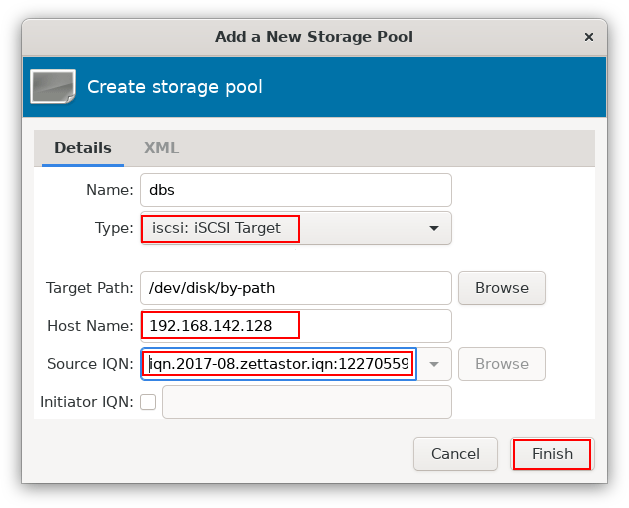 Add a New Storage Pool ×
Create storage pool
Details XML
Name: dbs
Type: iscsi: iSCSI Target
Target Path: /dev/disk/by-path Browse
Host Name: 192.168.142.128
Source IQN: iqn.2017-08.zettastor.iqn:12270559 Browse
Initiator IQN:
Cancel Finish